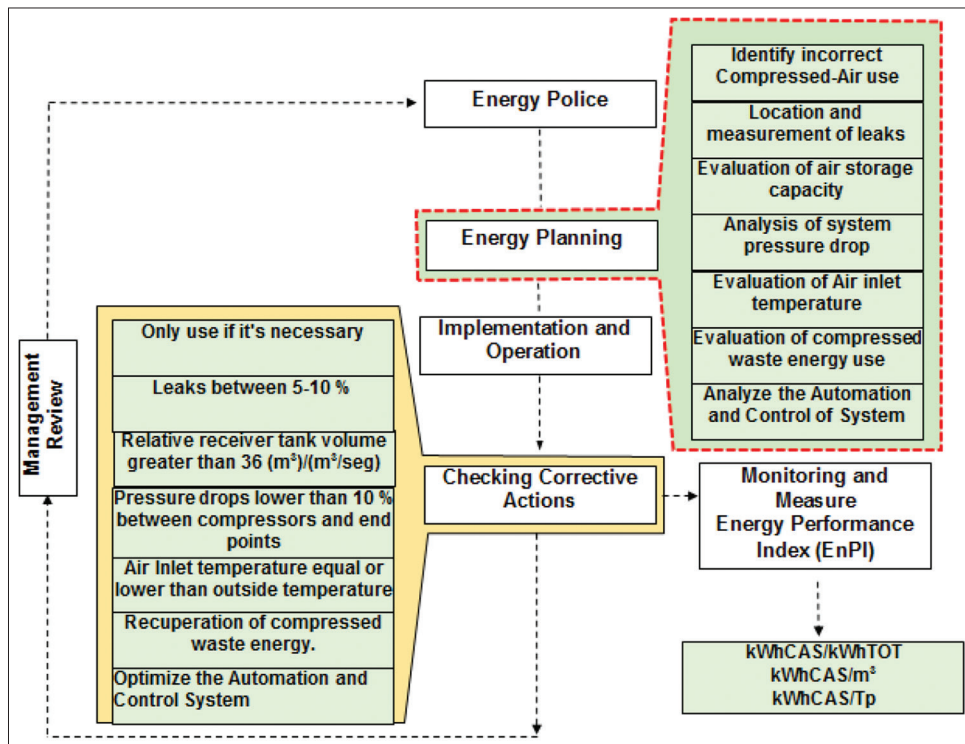 Energy Police
Energy Planning
Implementation and
Operation
Checking Corrective
Actions
Management
Review
Identify incorrect
Compressed-Air use
Location and
measurement of leaks
Evaluation of air storage
capacity
Analysis of system
pressure drop
Evaluation of Air inlet
temperature
Evaluation of compressed
waste energy use
Analyze the Automation
and Control of System
Only use if it's necessary
Leaks between 5-10 %
Relative receiver tank volume
greater than 36 (m³)/(m³/seg)
Pressure drops lower than 10 %
between compressors and end
points
Air Inlet temperature equal or
lower than outside temperature
Recuperation of compressed
waste energy.
Optimize the Automation and
Control System
Monitoring and
Measure
Energy Performance
Index (EnPI)
kWhCAS/kWhTOT
kWhCAS/m³
kWhCAS/Tp